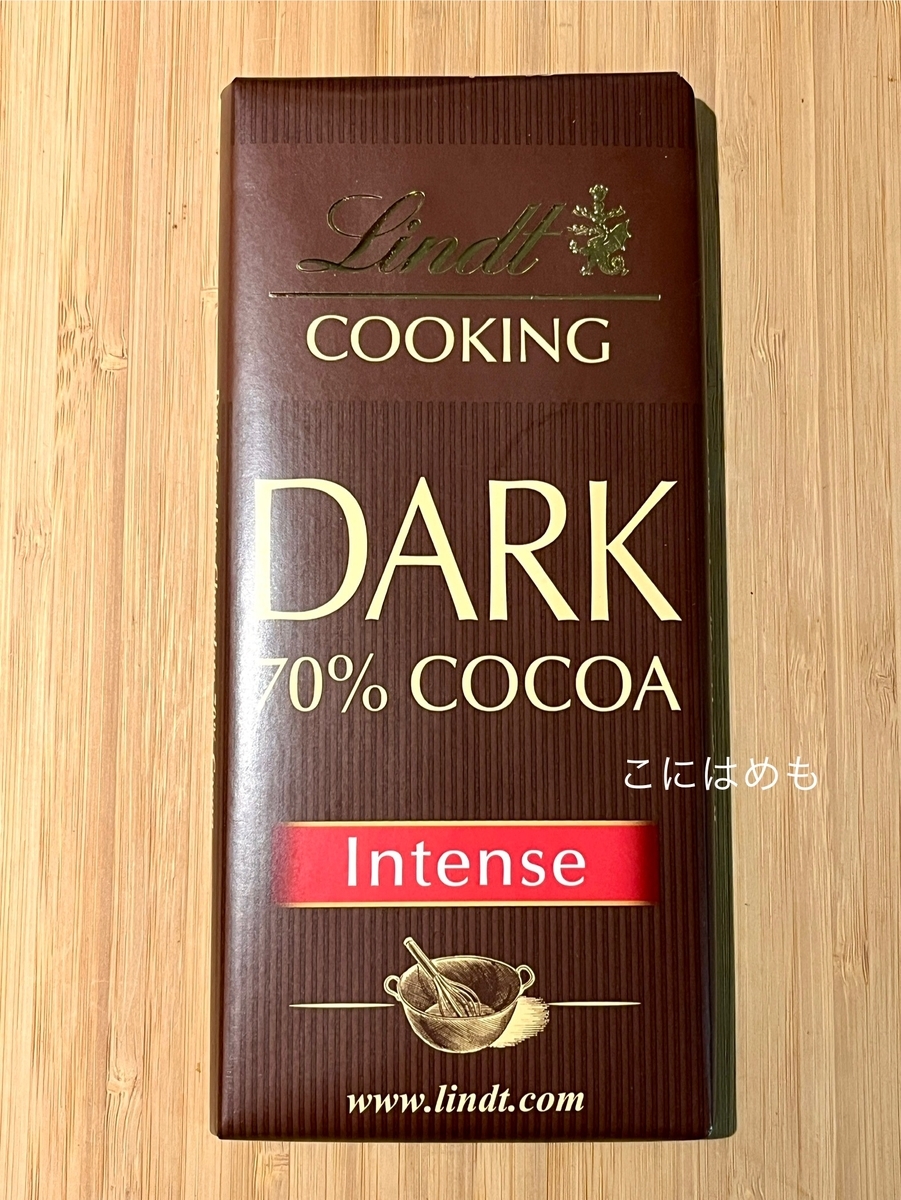 Lindt
COOKING
DARK
70% COCOA
こにはめも
Intense
www.lindt.com